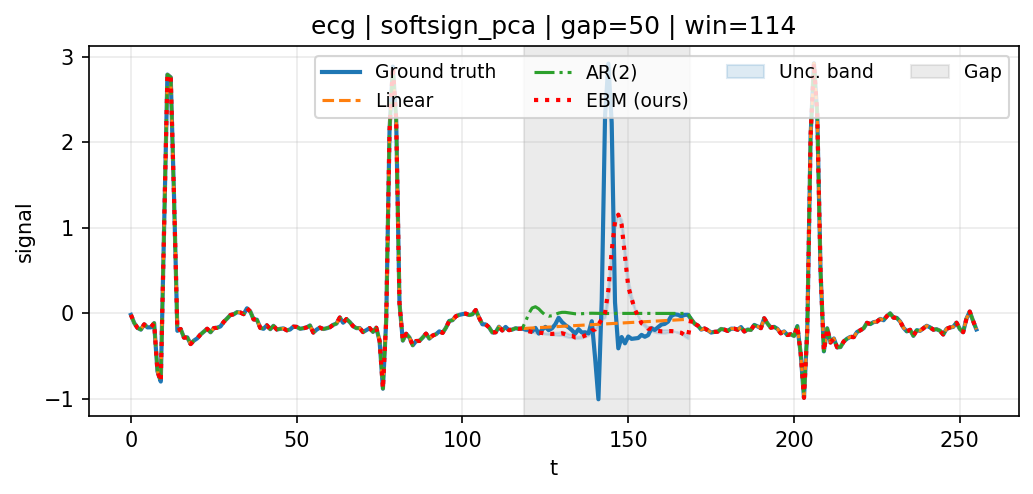 ecg | softsign_pca | gap=50 | win=114
Ground truth
Linear
AR(2)
EBM (ours)
Unc. band
Gap
signal
3
2
1
0
−1
0
50
100
150
200
250
t